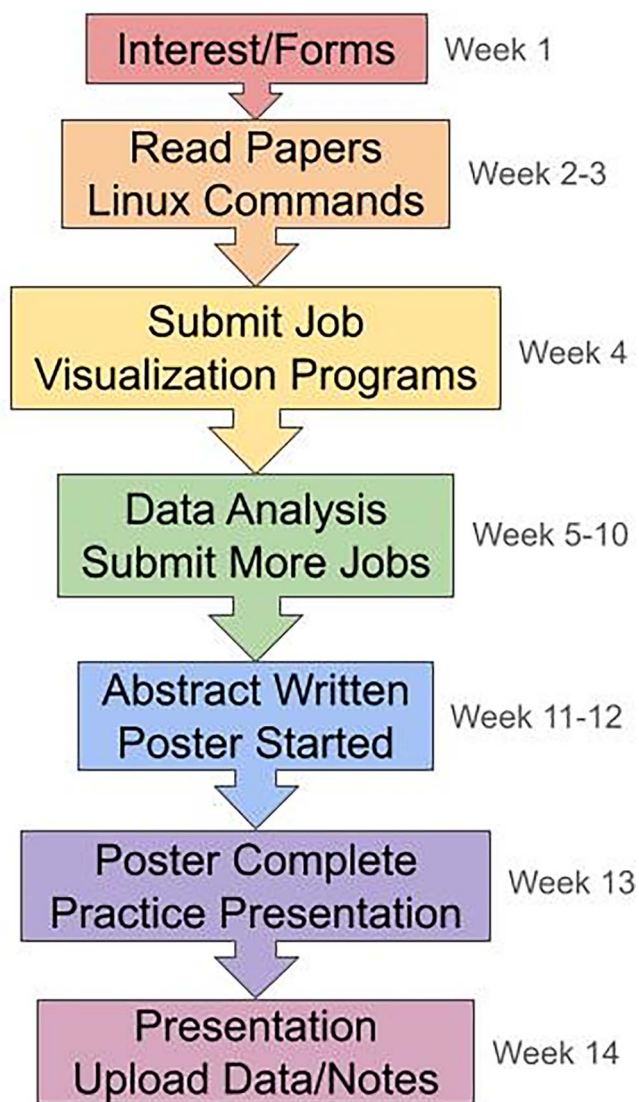 Interest/Forms
Week 1
Read Papers
Linux Commands
Week 2-3
Submit Job
Visualization Programs
Week 4
Data Analysis
Submit More Jobs
Week 5-10
Abstract Written
Poster Started
Week 11-12
Poster Complete
Practice Presentation
Week 13
Presentation
Upload Data/Notes
Week 14